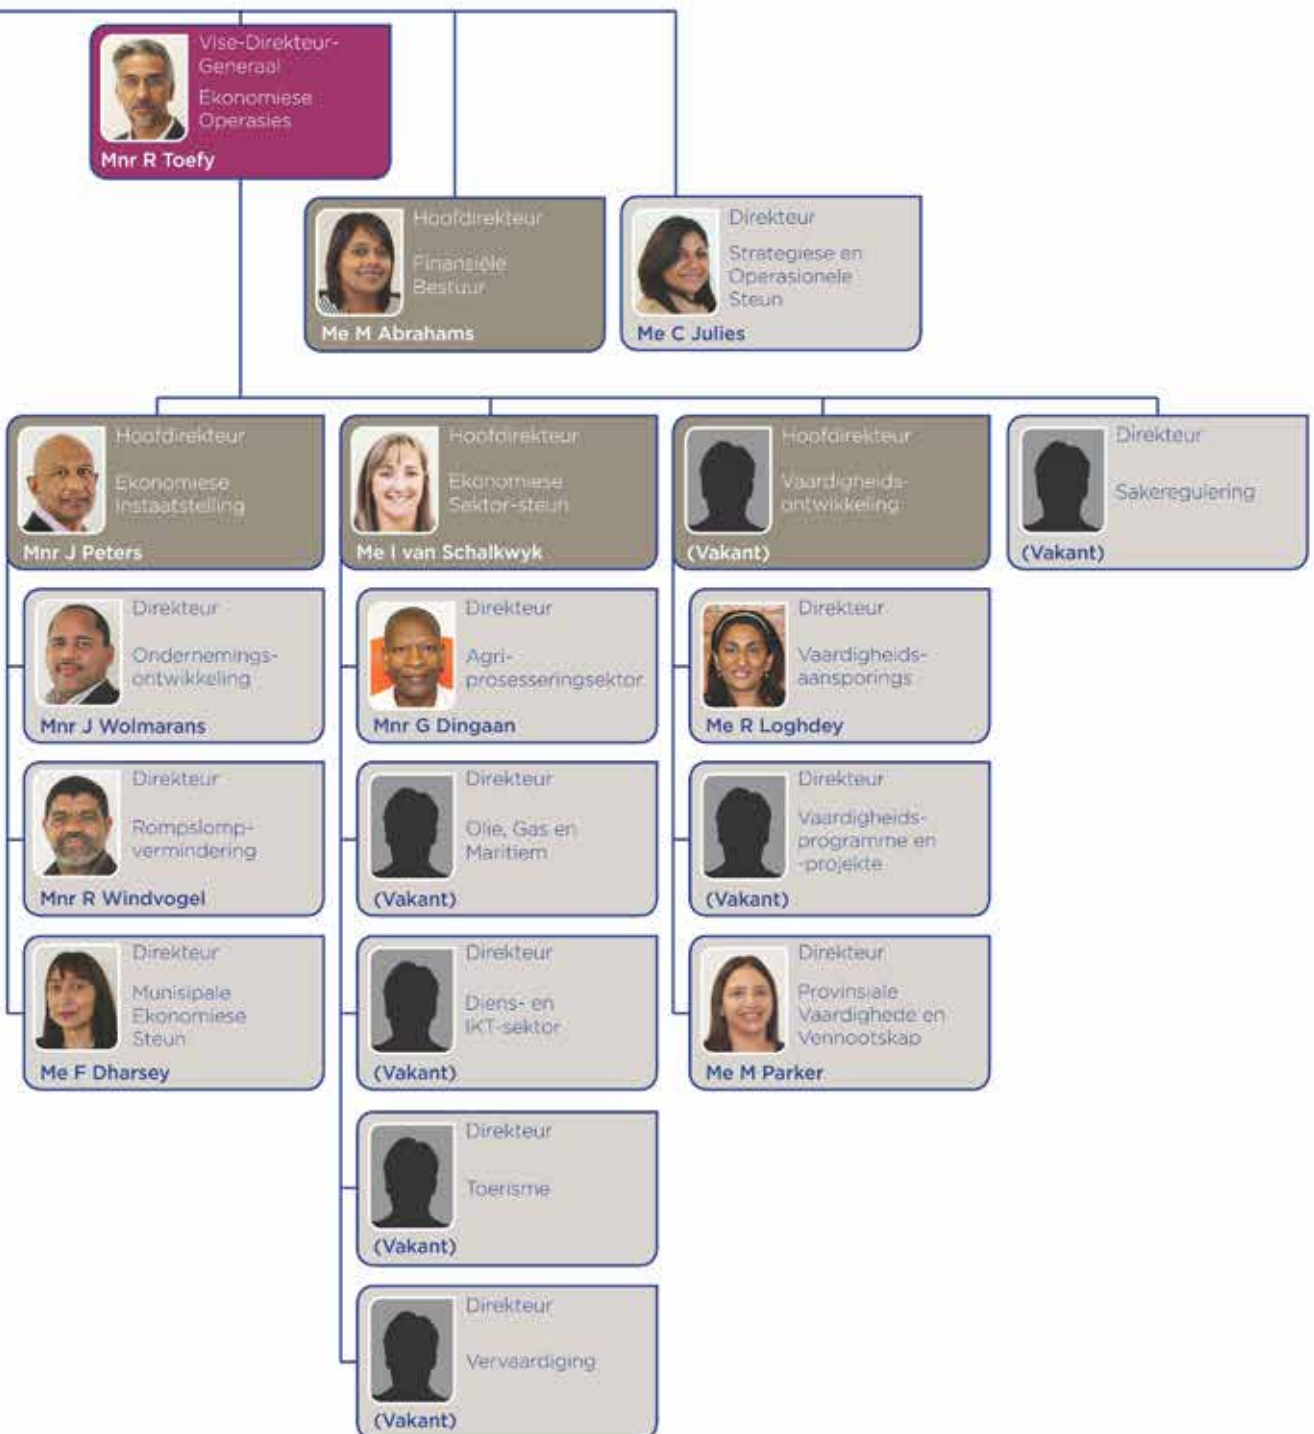 Vise-Direkteur-
Generaal
Ekonomiese
Operasies
Mnr R Toefy
Hoofdirekteur
Finansiële
Bestuur
Me M Abrahams
Direkteur
Strategiese en
Operasionele
Steun
Me C Julies
Hoofdirekteur
Ekonomiese
Instaatstelling
Mnr J Peters
Hoofdirekteur
Ekonomiese
Sektor-steun
Me I van Schalkwyk
Hoofdirekteur
Vaardigheids-
ontwikkeling
(Vakant)
Direkteur
Sakeregulering
(Vakant)
Direkteur
Ondernemings-
ontwikkeling
Mnr J Wolmarans
Direkteur
Agri-
prosesseringsektor
Mnr G Dingaan
Direkteur
Vaardigheids-
aansporings
Me R Loghdey
Direkteur
Rompslomp-
vermindering
Mnr R Windvogel
Direkteur
Olie, Gas en
Maritiem
(Vakant)
Direkteur
Vaardigheids-
programme en
-projekte
(Vakant)
Direkteur
Munisipale
Ekonomiese
Steun
Me F Dharsey
Direkteur
Diens- en
IKT-sektor
(Vakant)
Direkteur
Provinsiale
Vaardighede en
Vennootskap
Me M Parker
Direkteur
Toerisme
(Vakant)
Direkteur
Vervaardiging
(Vakant)